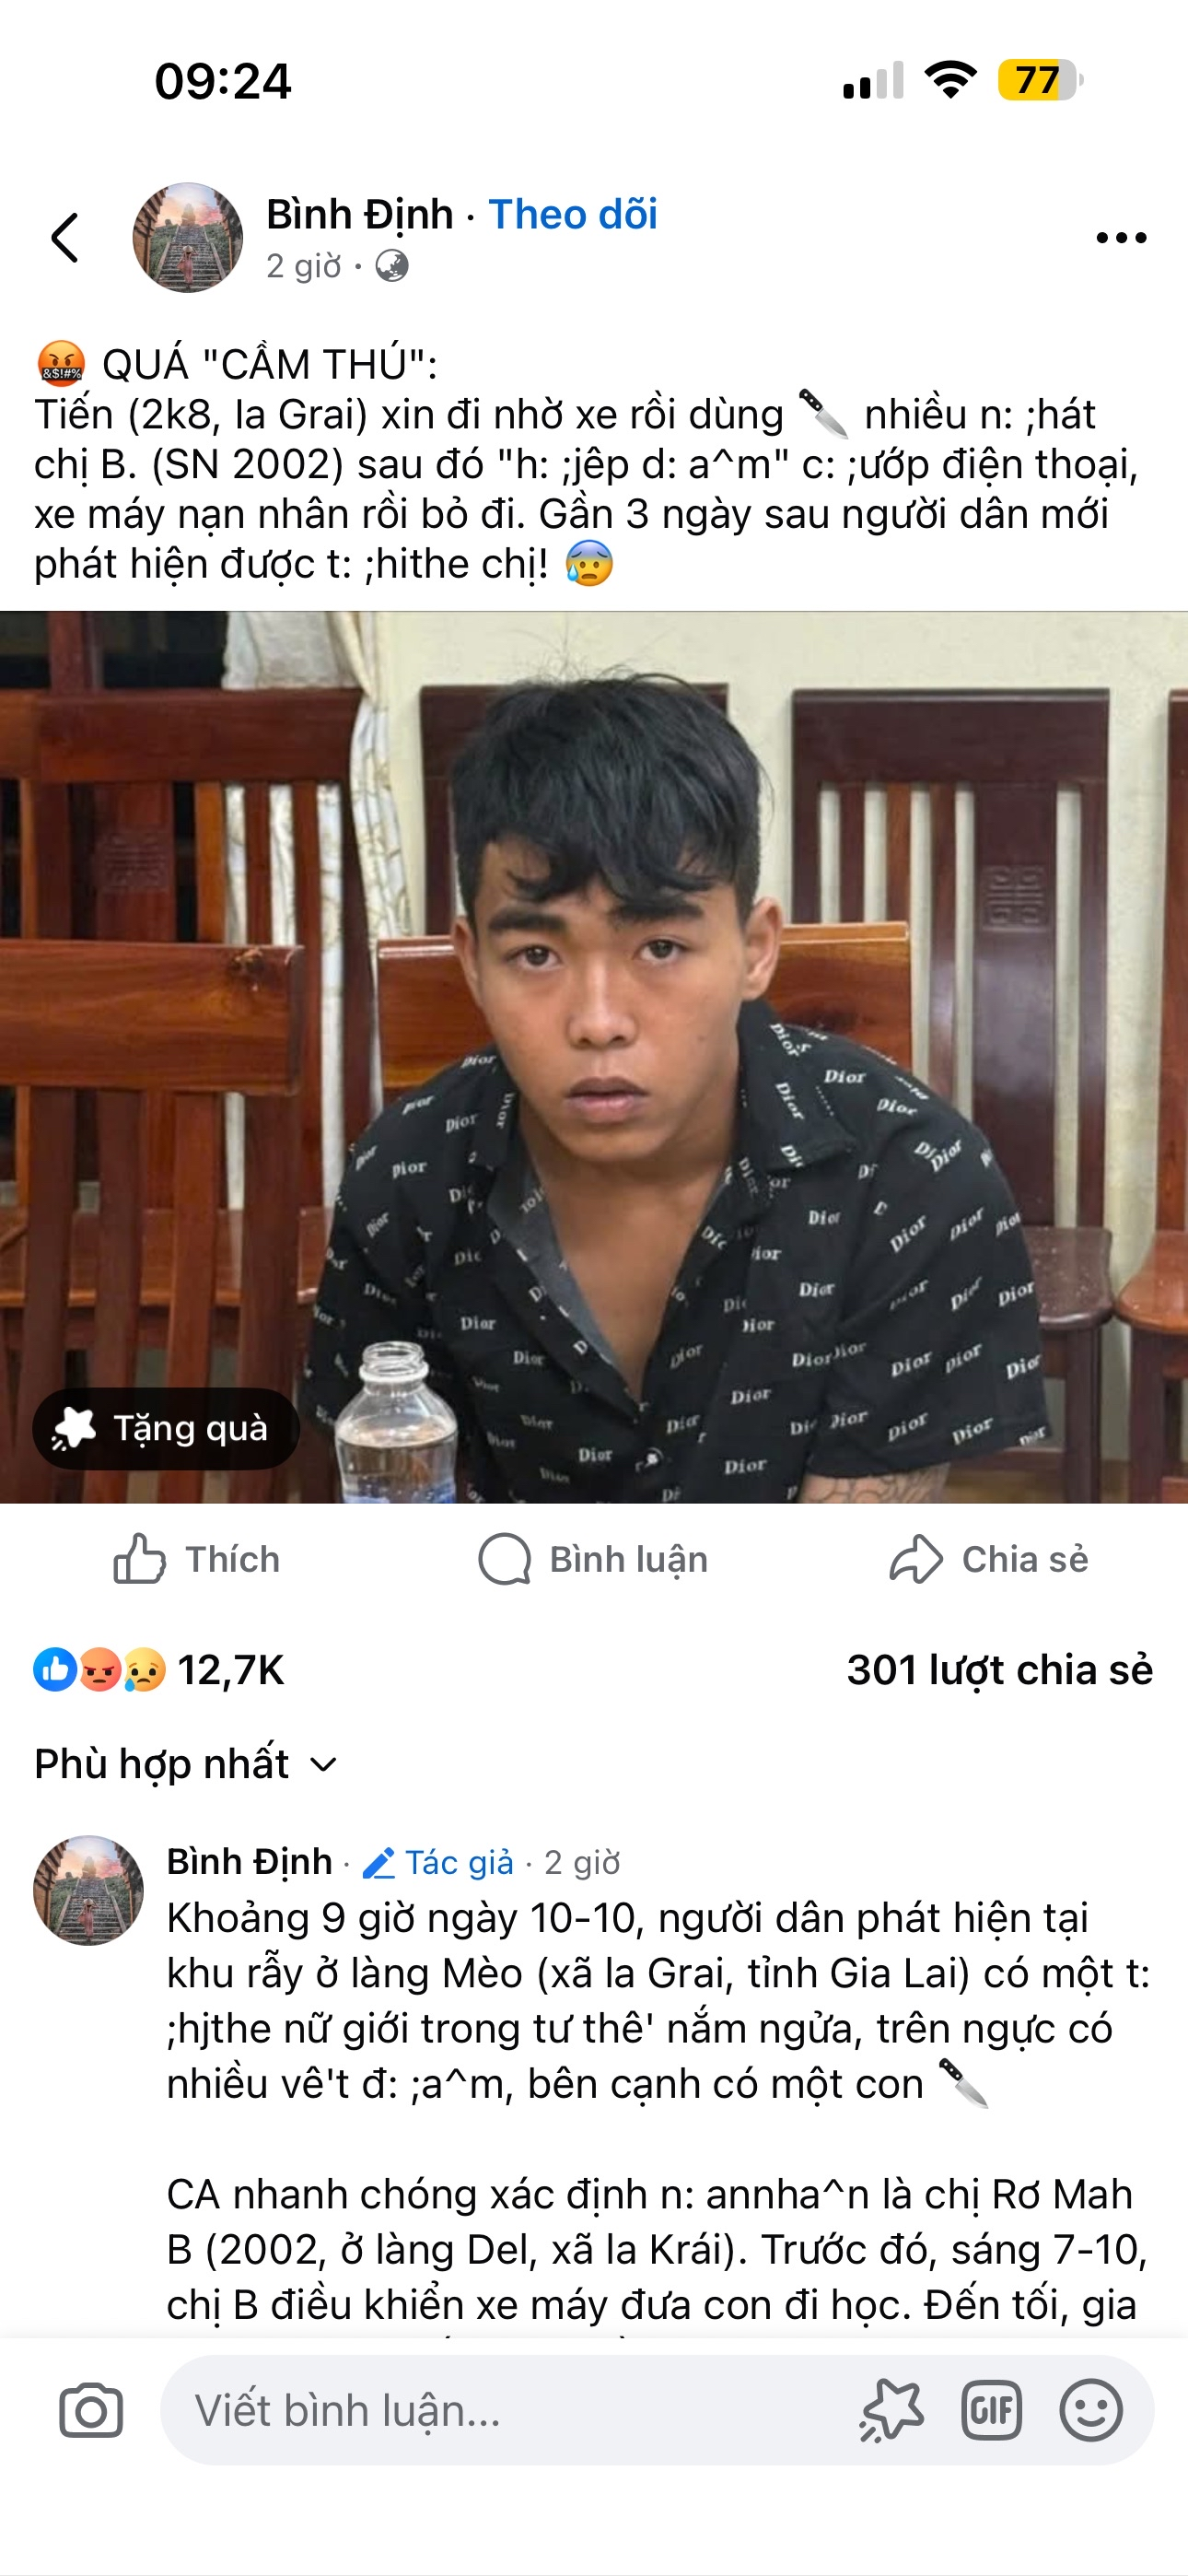 09:24
77
Bình Định · Theo dõi
2 giờ ·
QUÁ "CẦM THÚ":
Tiến (2k8, Ia Grai) xin đi nhờ xe rồi dùng 🔪 nhiều n: ;hát
chị B. (SN 2002) sau đó "h: ;jêp d: a^m" c: ;ướp điện thoại,
xe máy nạn nhân rồi bỏ đi. Gần 3 ngày sau người dân mới
phát hiện được t: ;hithe chị! 😰
Dior
Tặng quà
Thích
Bình luận
Chia sẻ
12,7K
301 lượt chia sẻ
Phù hợp nhất
Bình Định · Tác giả · 2 giờ
Khoảng 9 giờ ngày 10-10, người dân phát hiện tại
khu rẫy ở làng Mèo (xã Ia Grai, tỉnh Gia Lai) có một t:
;hjthe nữ giới trong tư thê' nắm ngửa, trên ngực có
nhiều vê't đ: ;a^m, bên cạnh có một con 🔪
CA nhanh chóng xác định n: annha^n là chị Rơ Mah
B (2002, ở làng Del, xã Ia Krái). Trước đó, sáng 7-10,
chị B điều khiển xe máy đưa con đi học. Đến tối, gia
Viết bình luận...
GIF